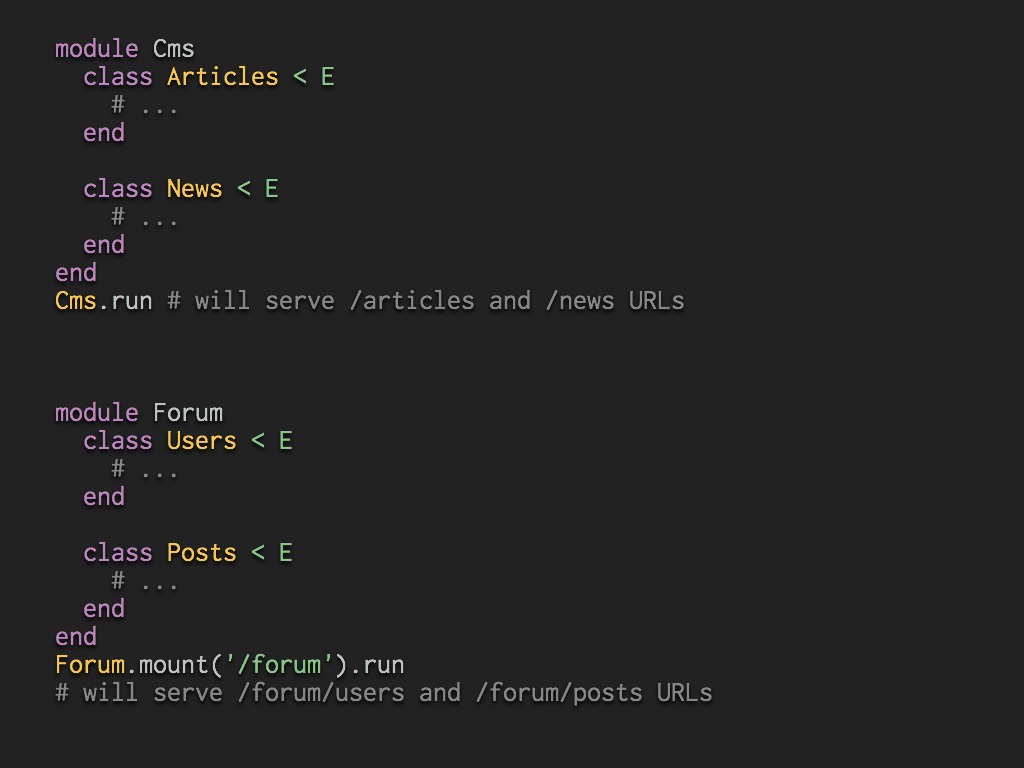 module Cms
  class Articles < E
    # ...
  end

  class News < E
    # ...
  end
end
Cms.run # will serve /articles and /news URLs

module Forum
  class Users < E
    # ...
  end

  class Posts < E
    # ...
  end
end
Forum.mount('/forum').run
# will serve /forum/users and /forum/posts URLs